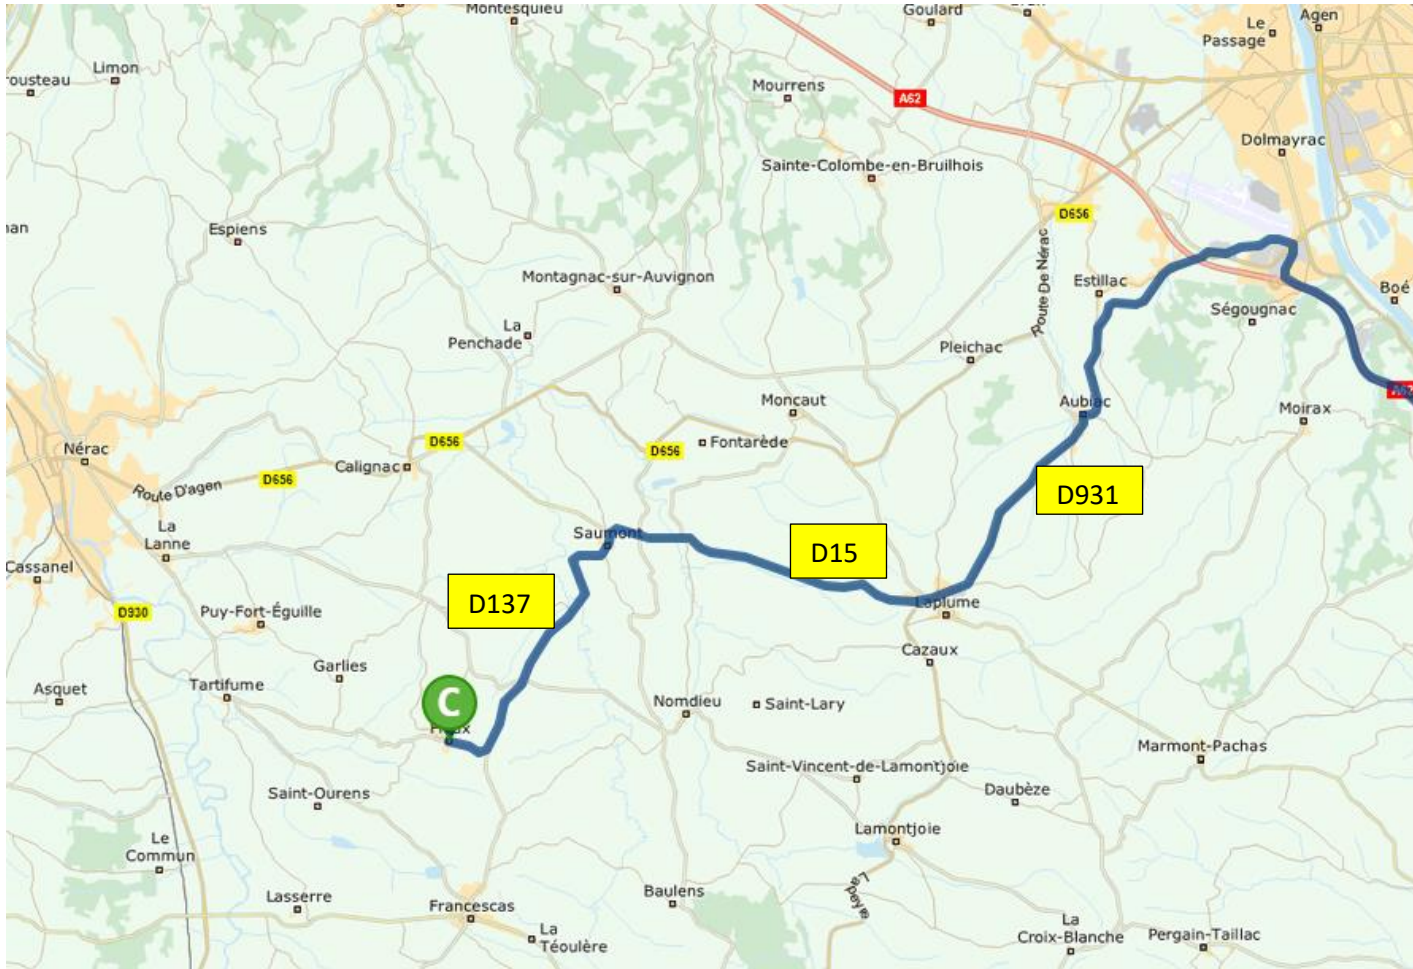 Montesquieu
Goulard
Agen
Le
Passage
Limon
rousteau
Mourrens
A62
Dolmayrac
Sainte-Colombe-en-Bruilhois
D656
nan
Espiens
Montagnac-sur-Auvignon
Route De Nérac
Estillac
Boé
Ségougnac
La
Penchade
Pleichac
Moncaut
Aubiac
Moirax
Nérac
D656
Fontarède
D656
Calignac
D656
Route D'agen
D931
La
Lanne
Saumont
D15
Cassanel
D137
D930
Puy-Fort-Éguille
Laplume
Cazaux
Garlies
Asquet
Tartifume
C
Nomdieu
Saint-Lary
Marmont-Pachas
Saint-Vincent-de-Lamontjoie
Saint-Ourens
Daubèze
Lamontjoie
Le
Commun
Lasserre
Baulens
Francescas
La
Téoulère
La
Croix-Blanche
Pergain-Taillac